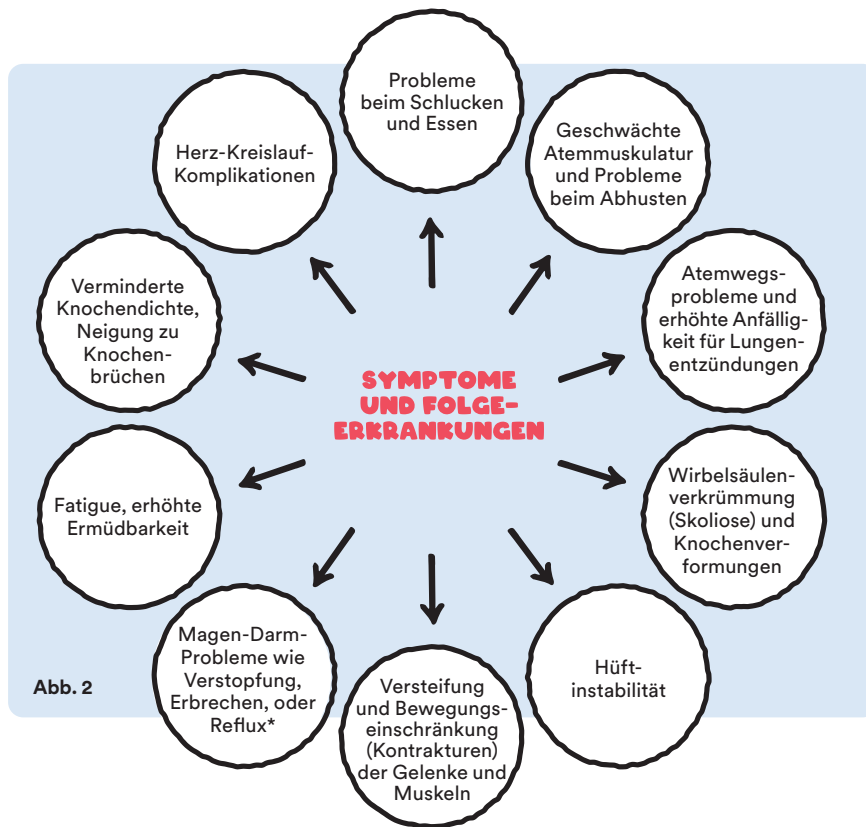 Probleme
beim Schlucken
und Essen
Geschwächte
Atemmuskulatur
und Probleme
beim Abhusten
Atemwegs-
probleme und
erhöhte Anfällig-
keit für Lungen-
entzündungen
Wirbelsäulen-
verkrümmung
(Skoliose) und
Knochenver-
formungen
Hüft-
instabilität
Versteifung
und Bewegungs-
einschränkung
(Kontrakturen)
der Gelenke und
Muskeln
Magen-Darm-
Probleme wie
Verstopfung,
Erbrechen, oder
Reflux*
Fatigue, erhöhte
Ermüdbarkeit
Verminderte
Knochendichte,
Neigung zu
Knochen-
brüchen
Herz-Kreislauf-
Komplikationen
SYMPTOME
UND FOLGE-
ERKRANKUNGEN
Abb. 2